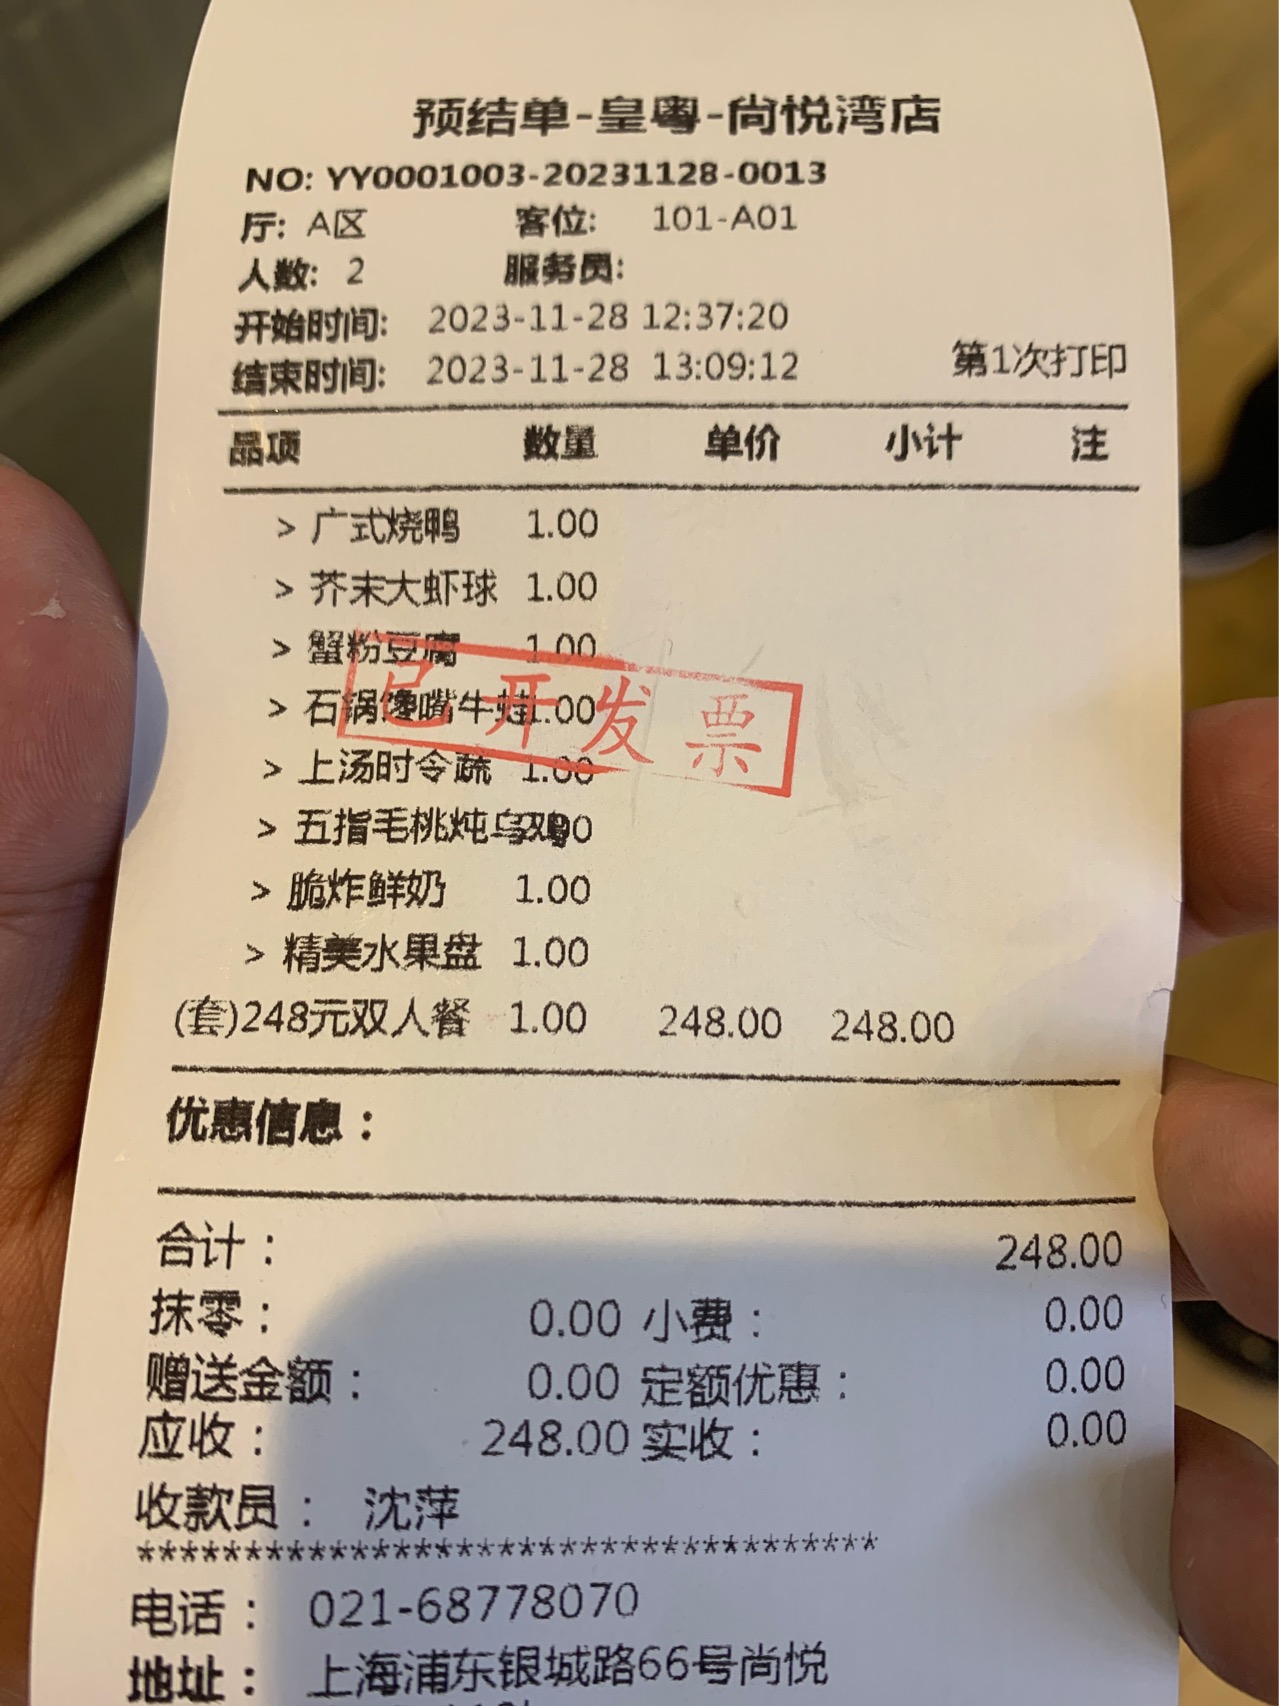 预结单-皇粤-尚悦湾店
NO: YY0001003-20231128-0013
厅: A区 客位: 101-A01
人数: 2 服务员:
开始时间: 2023-11-28 12:37:20
结束时间: 2023-11-28 13:09:12 第1次打印
品项 数量 单价 小计 注
> 广式烧鸭 1.00
> 芥末大虾球 1.00
> 蟹粉豆腐 1.00
> 石锅馋嘴牛蛙1.00
已开发票
> 上汤时令蔬 1.00
> 五指毛桃炖乌鸡 .00
> 脆炸鲜奶 1.00
> 精美水果盘 1.00
(套)248元双人餐 1.00 248.00 248.00
优惠信息：
合计： 248.00
抹零： 0.00 小费： 0.00
赠送金额： 0.00 定额优惠： 0.00
应收： 248.00 实收： 0.00
收款员： 沈萍
***********************************
电话： 021-68778070
地址： 上海浦东银城路66号尚悦